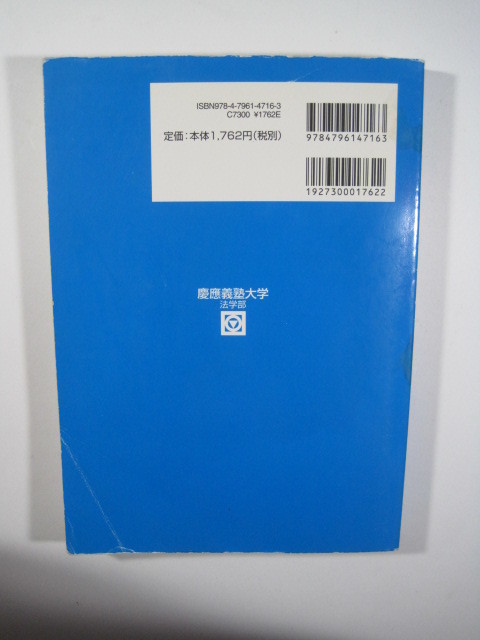 ISBN978-4-7961-4716-3
C7300 ¥1762E
定価：本体1,762円（税別）
9784796147163
1927300017622
慶應義塾大学
法学部